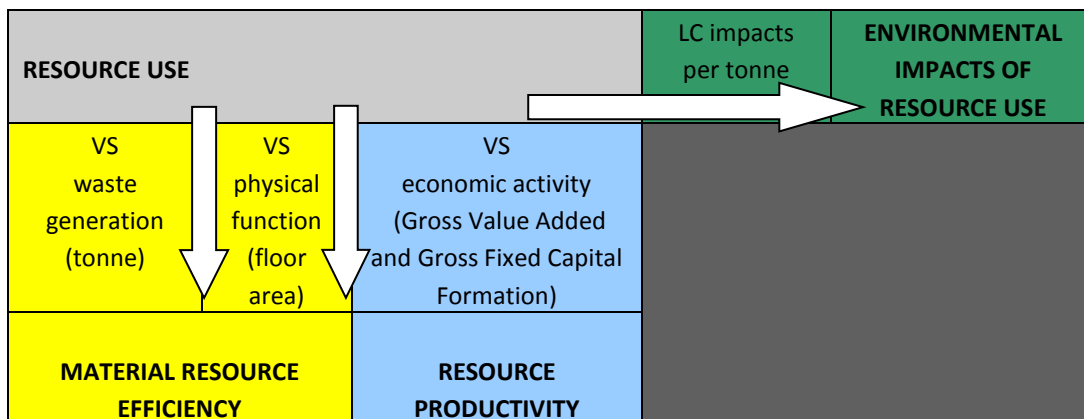 RESOURCE USE
LC impacts
per tonne
ENVIRONMENTAL
IMPACTS OF
RESOURCE USE
VS
waste
generation
(tonne)
VS
physical
function
(floor
area)
VS
economic activity
(Gross Value Added
and Gross Fixed Capital
Formation)
MATERIAL RESOURCE
EFFICIENCY
RESOURCE
PRODUCTIVITY